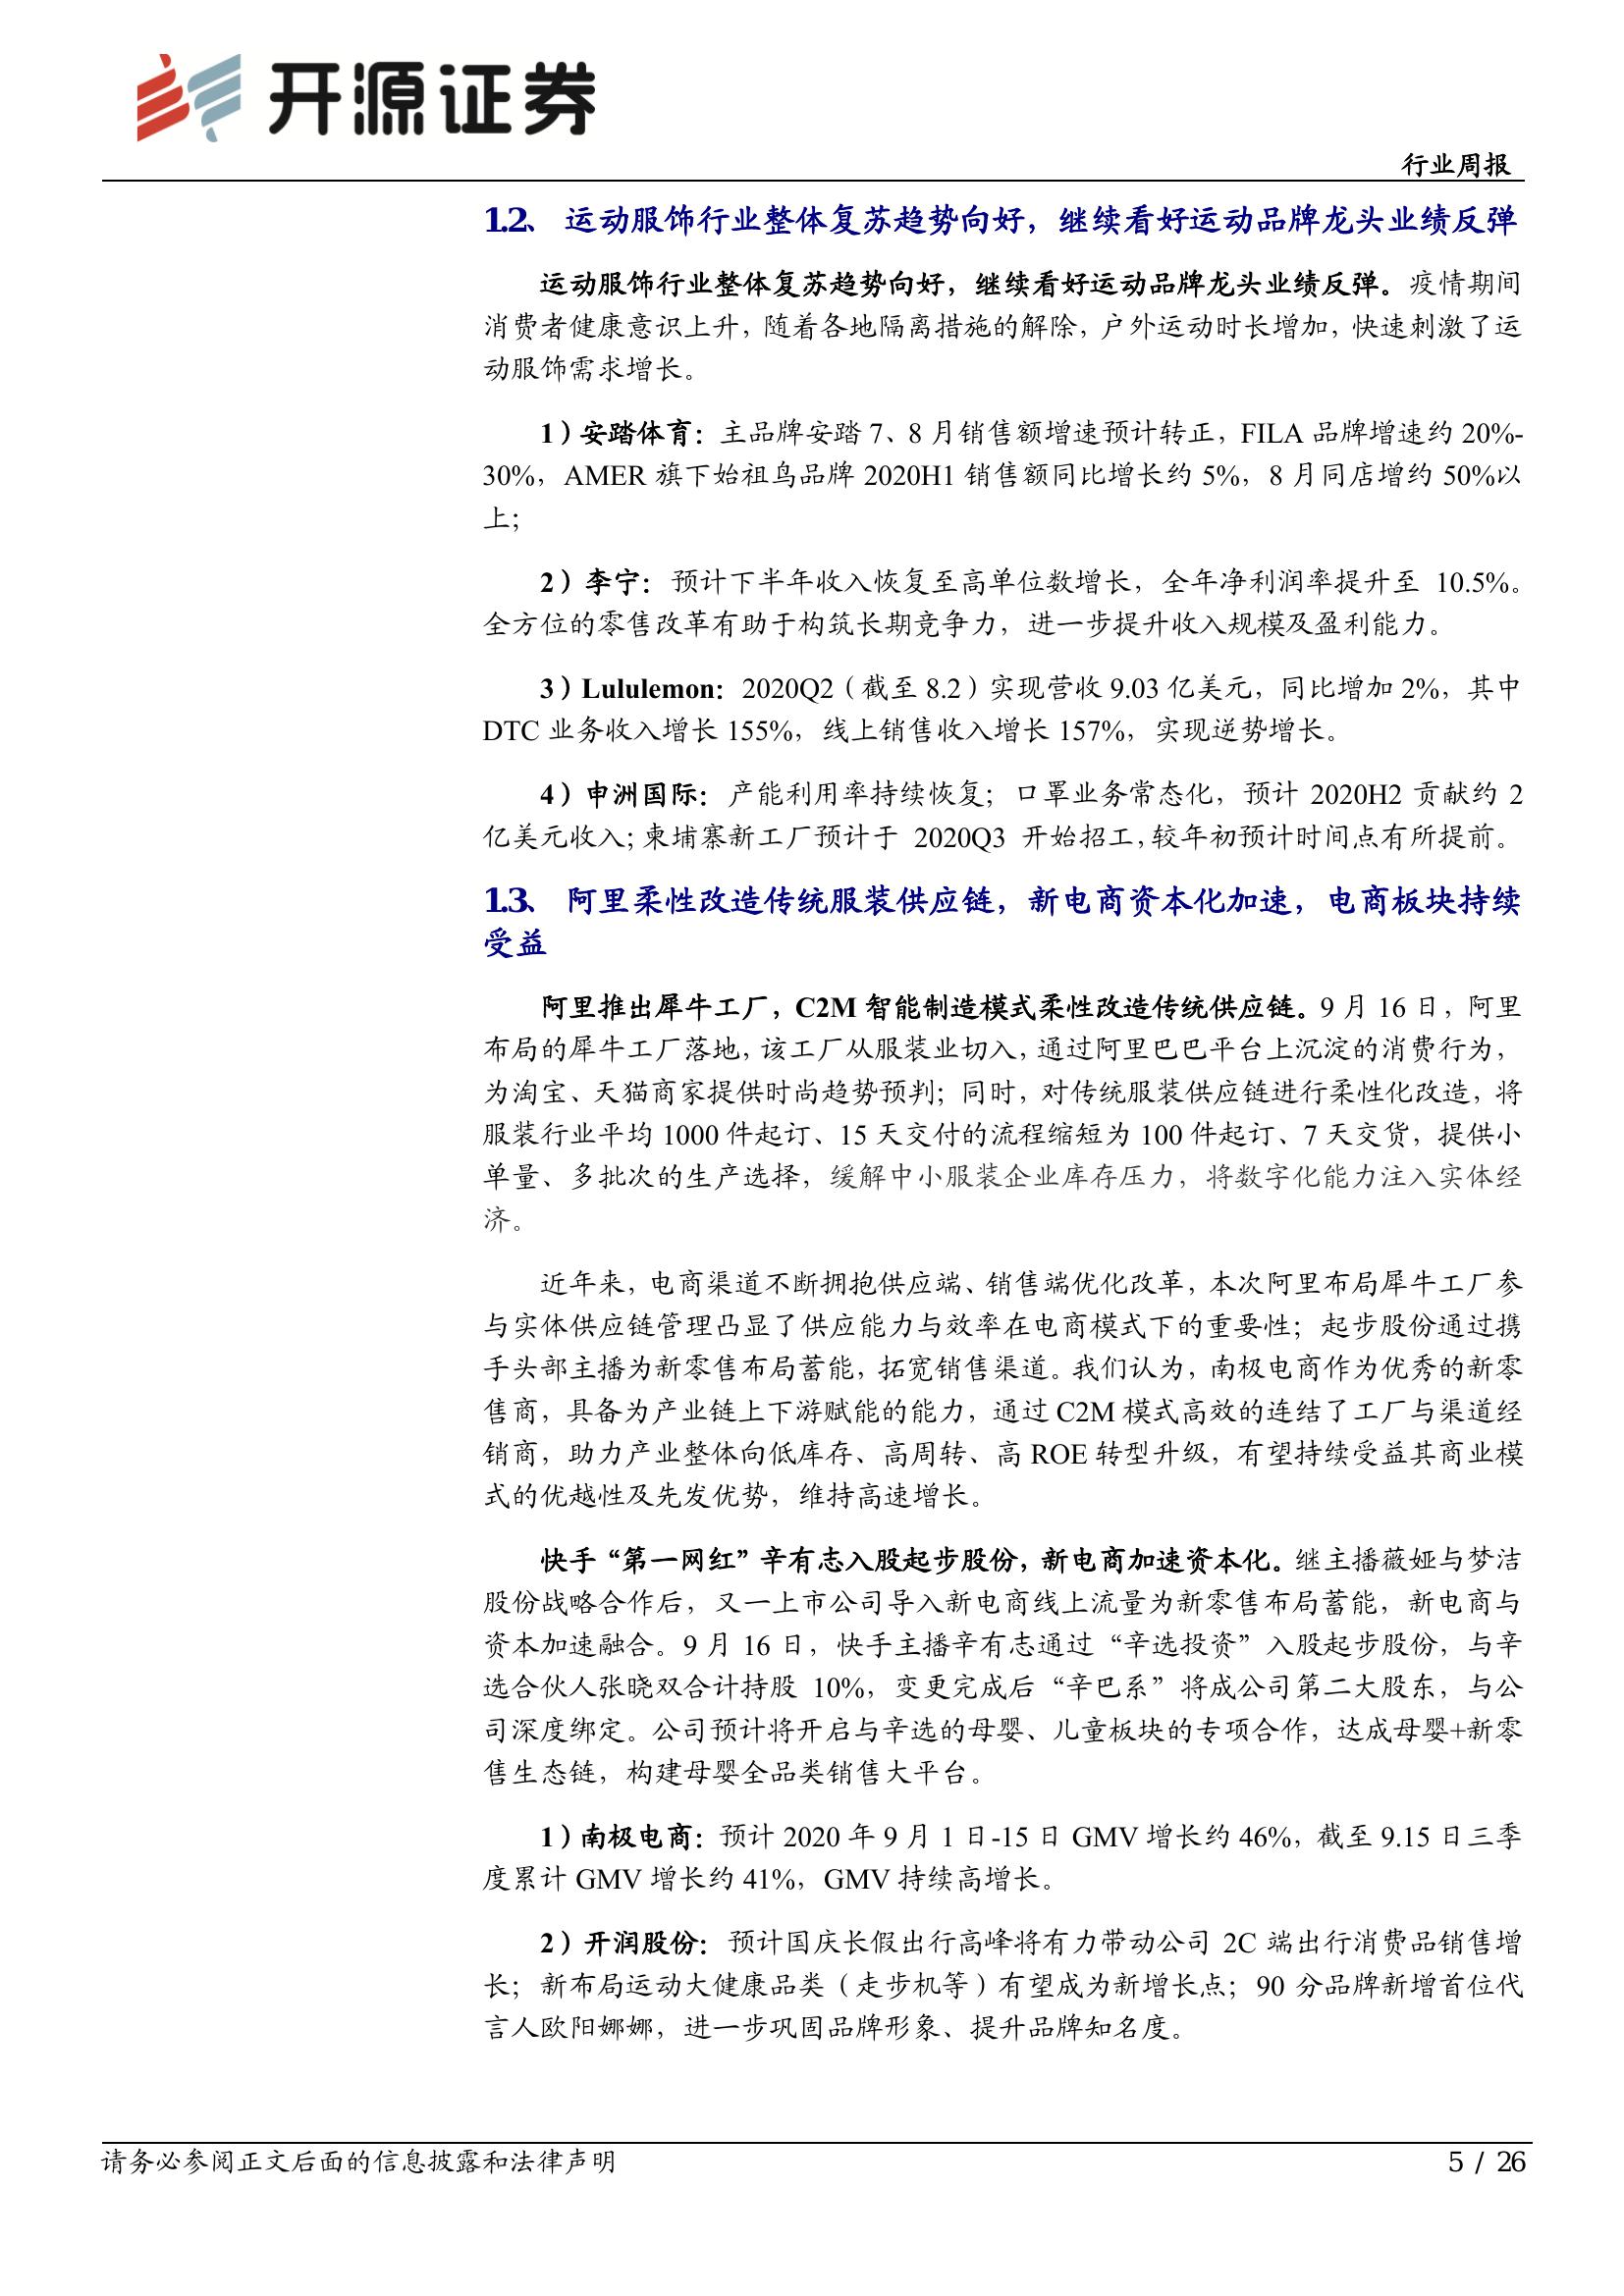 开源证券
行业周报
1.2、 运动服饰行业整体复苏趋势向好，继续看好运动品牌龙头业绩反弹
运动服饰行业整体复苏趋势向好，继续看好运动品牌龙头业绩反弹。疫情期间
消费者健康意识上升，随着各地隔离措施的解除，户外运动时长增加，快速刺激了运
动服饰需求增长。
1）安踏体育：主品牌安踏 7、8 月销售额增速预计转正，FILA 品牌增速约 20%-
30%，AMER 旗下始祖鸟品牌 2020H1 销售额同比增长约 5%，8 月同店增约 50%以
上；
2）李宁：预计下半年收入恢复至高单位数增长，全年净利润率提升至 10.5%。
全方位的零售改革有助于构筑长期竞争力，进一步提升收入规模及盈利能力。
3）Lululemon：2020Q2（截至 8.2）实现营收 9.03 亿美元，同比增加 2%，其中
DTC 业务收入增长 155%，线上销售收入增长 157%，实现逆势增长。
4）申洲国际：产能利用率持续恢复；口罩业务常态化，预计 2020H2 贡献约 2
亿美元收入；柬埔寨新工厂预计于 2020Q3 开始招工，较年初预计时间点有所提前。
1.3、 阿里柔性改造传统服装供应链，新电商资本化加速，电商板块持续
受益
阿里推出犀牛工厂，C2M 智能制造模式柔性改造传统供应链。9 月 16 日，阿里
布局的犀牛工厂落地，该工厂从服装业切入，通过阿里巴巴平台上沉淀的消费行为，
为淘宝、天猫商家提供时尚趋势预判；同时，对传统服装供应链进行柔性化改造，将
服装行业平均 1000 件起订、15 天交付的流程缩短为 100 件起订、7 天交货，提供小
单量、多批次的生产选择，缓解中小服装企业库存压力，将数字化能力注入实体经
济。
近年来，电商渠道不断拥抱供应端、销售端优化改革，本次阿里布局犀牛工厂参
与实体供应链管理凸显了供应能力与效率在电商模式下的重要性；起步股份通过携
手头部主播为新零售布局蓄能，拓宽销售渠道。我们认为，南极电商作为优秀的新零
售商，具备为产业链上下游赋能的能力，通过 C2M 模式高效的连结了工厂与渠道经
销商，助力产业整体向低库存、高周转、高 ROE 转型升级，有望持续受益其商业模
式的优越性及先发优势，维持高速增长。
快手“第一网红”辛有志入股起步股份，新电商加速资本化。继主播薇娅与梦洁
股份战略合作后，又一上市公司导入新电商线上流量为新零售布局蓄能，新电商与
资本加速融合。9 月 16 日，快手主播辛有志通过“辛选投资”入股起步股份，与辛
选合伙人张晓双合计持股 10%，变更完成后“辛巴系”将成公司第二大股东，与公
司深度绑定。公司预计将开启与辛选的母婴、儿童板块的专项合作，达成母婴+新零
售生态链，构建母婴全品类销售大平台。
1）南极电商：预计 2020 年 9 月 1 日-15 日 GMV 增长约 46%，截至 9.15 日三季
度累计 GMV 增长约 41%，GMV 持续高增长。
2）开润股份：预计国庆长假出行高峰将有力带动公司 2C 端出行消费品销售增
长；新布局运动大健康品类（走步机等）有望成为新增长点；90 分品牌新增首位代
言人欧阳娜娜，进一步巩固品牌形象、提升品牌知名度。
请务必参阅正文后面的信息披露和法律声明
5 / 26